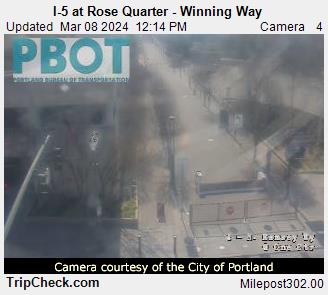 I-5 at Rose Quarter - Winning Way
Updated Mar 08 2024 12:14 PM Camera 4
PBOT
PORTLAND BUREAU OF TRANSPORTATION
Camera courtesy of the City of Portland
TripCheck.com Milepost302.00